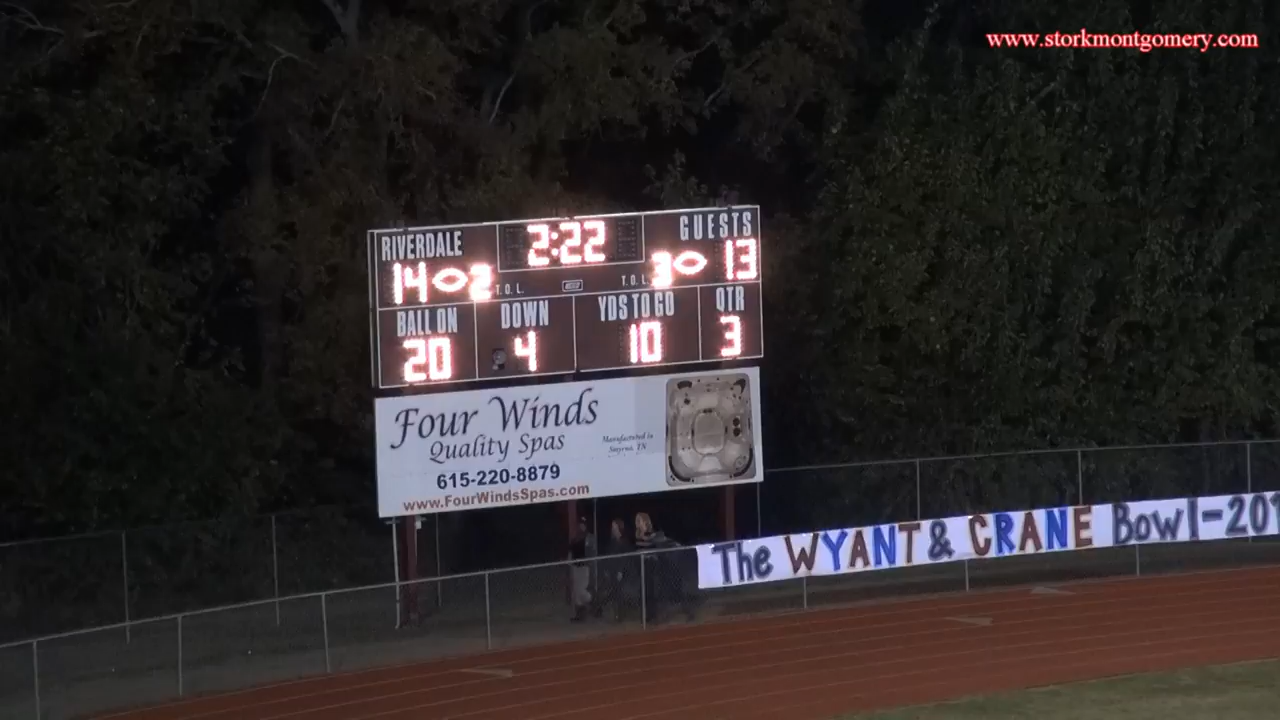 www.storkmontgomery.com
RIVERDALE 2:22 GUESTS
14 2 T.O.L. T.O.L. 3 13
BALL ON DOWN YDS TO GO QTR
20 4 10 3
Four Winds
Quality Spas
Manufactured in
Smyrna, TN
615-220-8879
www.FourWindsSpas.com
The WYANT & CRANE Bowl-201